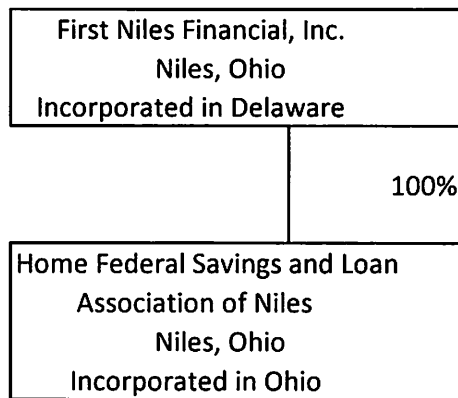 First Niles Financial, Inc.
Niles, Ohio
Incorporated in Delaware
100%
Home Federal Savings and Loan
Association of Niles
Niles, Ohio
Incorporated in Ohio